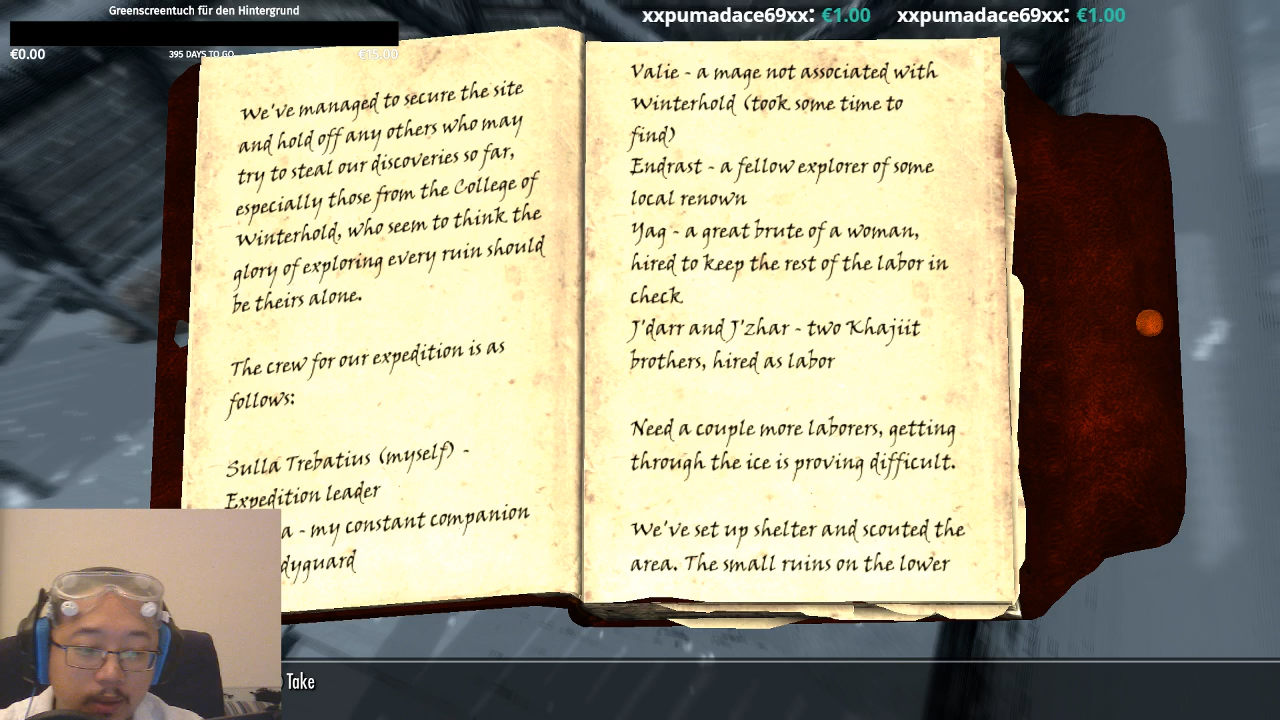 Greenscreentuch für den Hintergrund
€0.00
395 DAYS TO GO
€15.00
xxpumadace69xx: €1.00 xxpumadace69xx: €1.00
We've managed to secure the site
and hold off any others who may
try to steal our discoveries so far,
especially those from the College of
Winterhold, who seem to think the
glory of exploring every ruin should
be theirs alone.
The crew for our expedition is as
follows:
Sulla Trebatius (myself) -
Expedition leader
a - my constant companion
dyguard
Valie - a mage not associated with
Winterhold (took some time to
find)
Endrast - a fellow explorer of some
local renown
Yag - a great brute of a woman,
hired to keep the rest of the labor in
check
J'darr and J'zhar - two Khajiit
brothers, hired as labor
Need a couple more laborers, getting
through the ice is proving difficult.
We've set up shelter and scouted the
area. The small ruins on the lower
Take